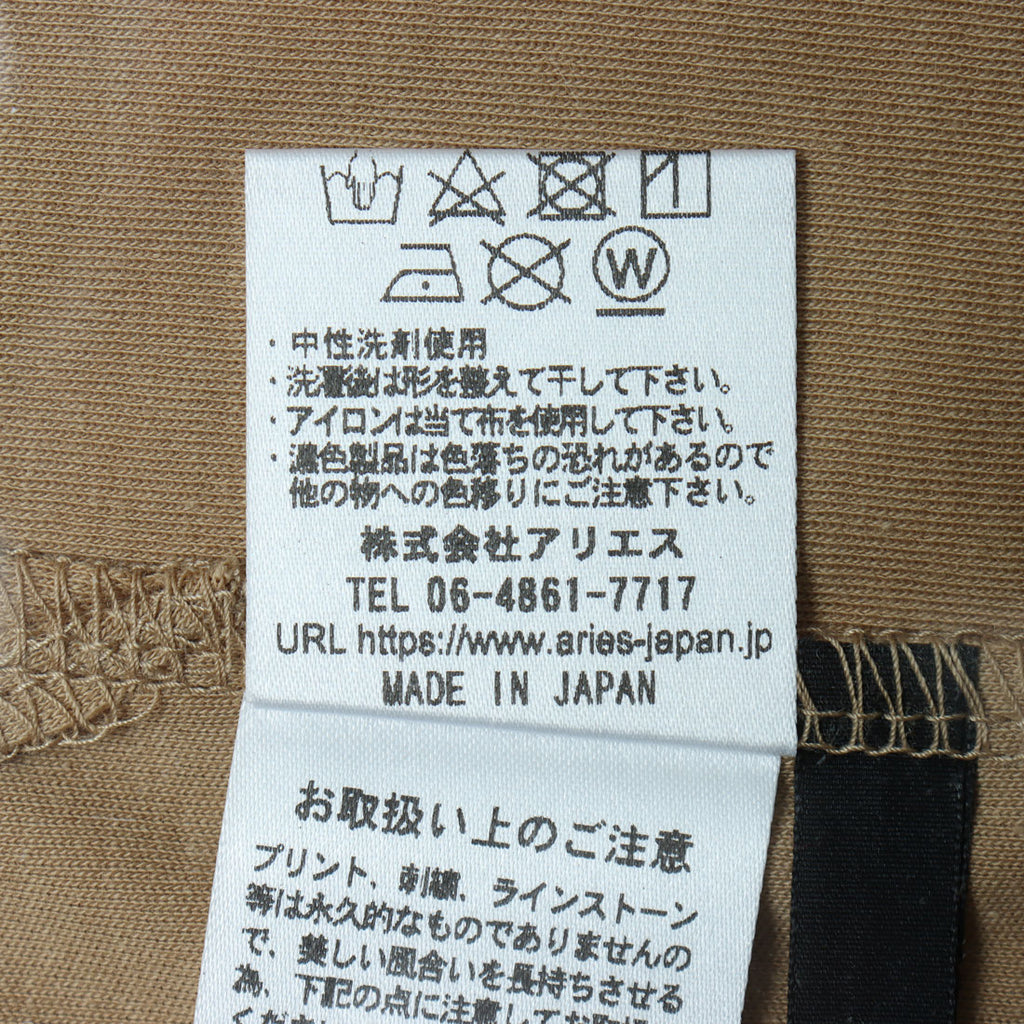 W
・中性洗剤使用
・洗濯後は形を整えて干して下さい。
・アイロンは当て布を使用して下さい。
・濃色製品は色落ちの恐れがあるので
他の物への色移りにご注意下さい。
株式会社アリエス
TEL 06-4861-7717
URL https://www.aries-japan.jp
MADE IN JAPAN
お取扱い上のご注意
プリント、刺繍、ラインストーン
等は永久的なものでありませんの
で、美しい風合いを長持ちさせる
為、下記の点に注意してお取扱